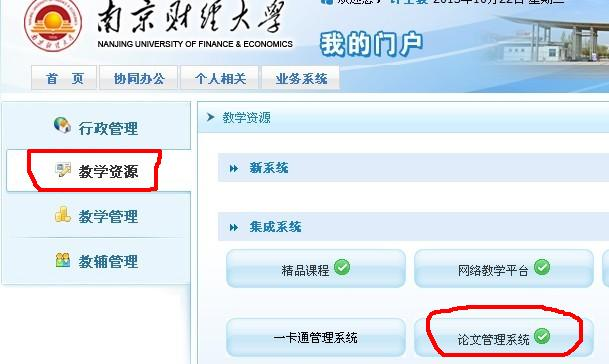 南京财经大学
NANJING UNIVERSITY OF FINANCE & ECONOMICS
我的门户
首 页
协同办公
个人相关
业务系统
行政管理
教学资源
教学管理
教辅管理
教学资源
新系统
集成系统
精品课程
网络教学平台
一卡通管理系统
论文管理系统